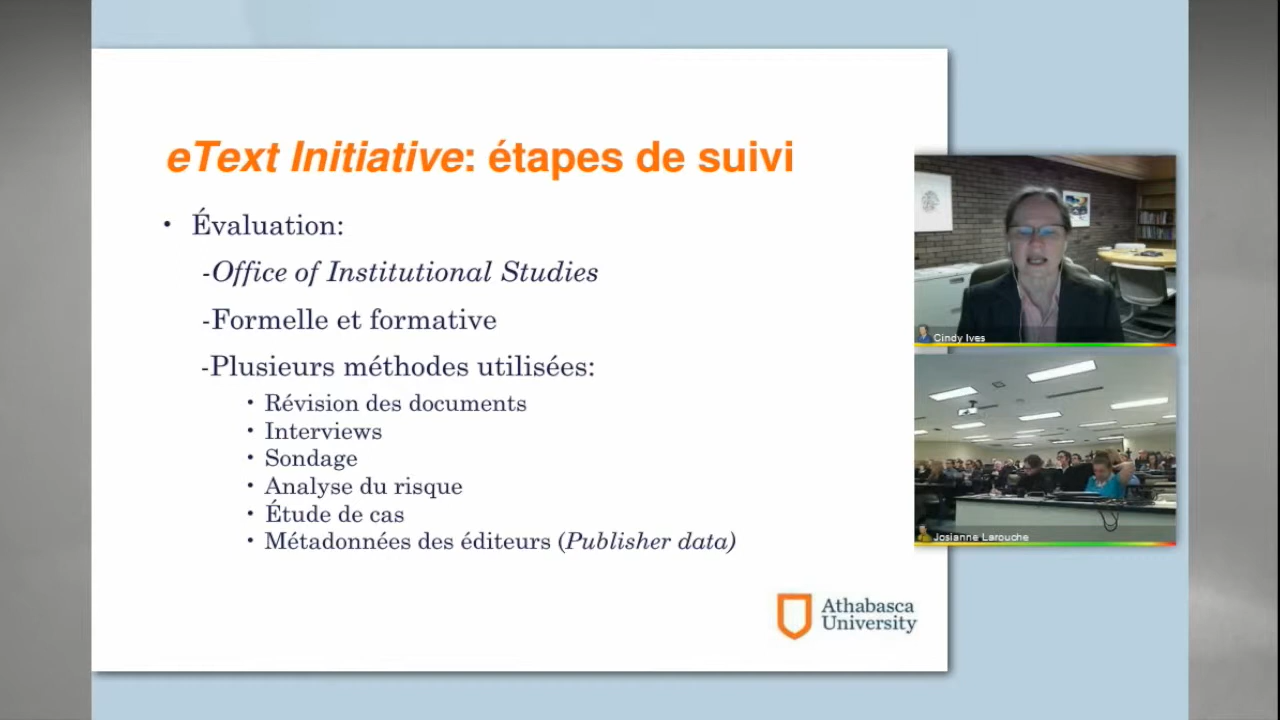 eText Initiative: étapes de suivi
• Évaluation:
-Office of Institutional Studies
-Formelle et formative
-Plusieurs méthodes utilisées:
• Révision des documents
• Interviews
• Sondage
• Analyse du risque
• Étude de cas
• Métadonnées des éditeurs (Publisher data)
Athabasca
University
Cindy Ives
Josianne Larouche